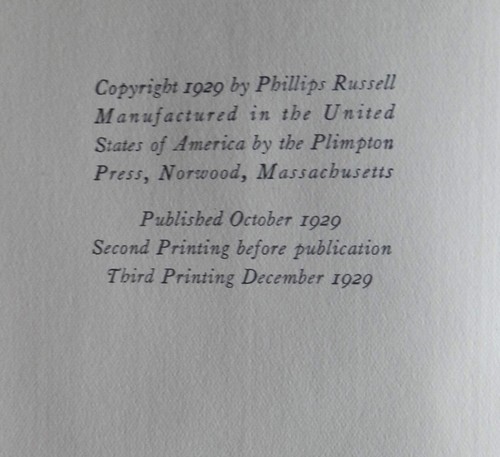 Copyright 1929 by Phillips Russell
Manufactured in the United
States of America by the Plimpton
Press, Norwood, Massachusetts
Published October 1929
Second Printing before publication
Third Printing December 1929